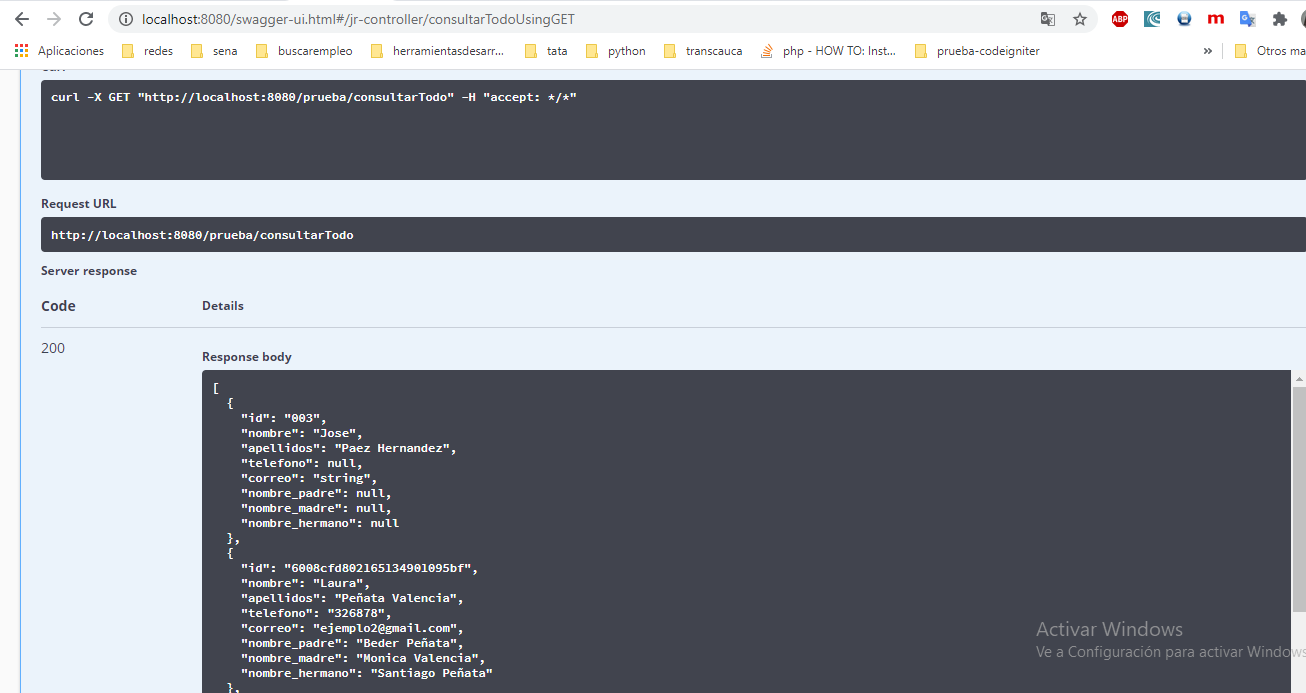 localhost:8080/swagger-ui.html#/jr-controller/consultarTodoUsingGET
ABP
m
Aplicaciones redes sena buscarempleo herramientasdesarr... tata python transcauca php - HOW TO: Inst... prueba-codeigniter » Otros ma
curl -X GET "http://localhost:8080/prueba/consultarTodo" -H "accept: */*"
Request URL
http://localhost:8080/prueba/consultarTodo
Server response
Code Details
200
Response body
[
{
"id": "003",
"nombre": "Jose",
"apellidos": "Paez Hernandez",
"telefono": null,
"correo": "string",
"nombre_padre": null,
"nombre_madre": null,
"nombre_hermano": null
},
{
"id": "6008cfd802165134901095bf",
"nombre": "Laura",
"apellidos": "Peñata Valencia",
"telefono": "326878",
"correo": "ejemplo2@gmail.com",
"nombre_padre": "Beder Peñata",
"nombre_madre": "Monica Valencia",
"nombre_hermano": "Santiago Peñata"
},
Activar Windows
Ve a Configuración para activar Windows